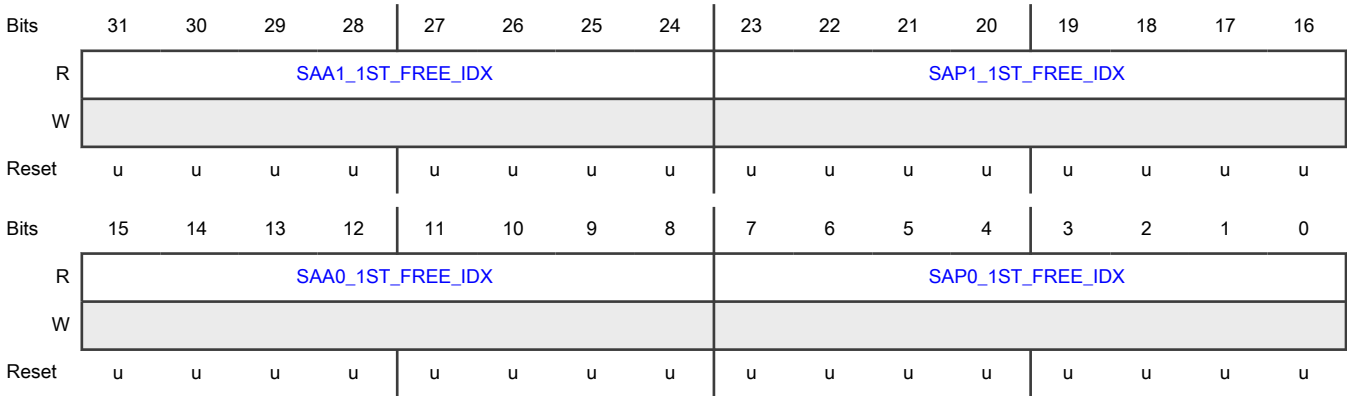 Bits 31 30 29 28 27 26 25 24 23 22 21 20 19 18 17 16
R SAA1_1ST_FREE_IDX SAP1_1ST_FREE_IDX
W
Reset u u u u u u u u u u u u u u u u
Bits 15 14 13 12 11 10 9 8 7 6 5 4 3 2 1 0
R SAA0_1ST_FREE_IDX SAP0_1ST_FREE_IDX
W
Reset u u u u u u u u u u u u u u u u